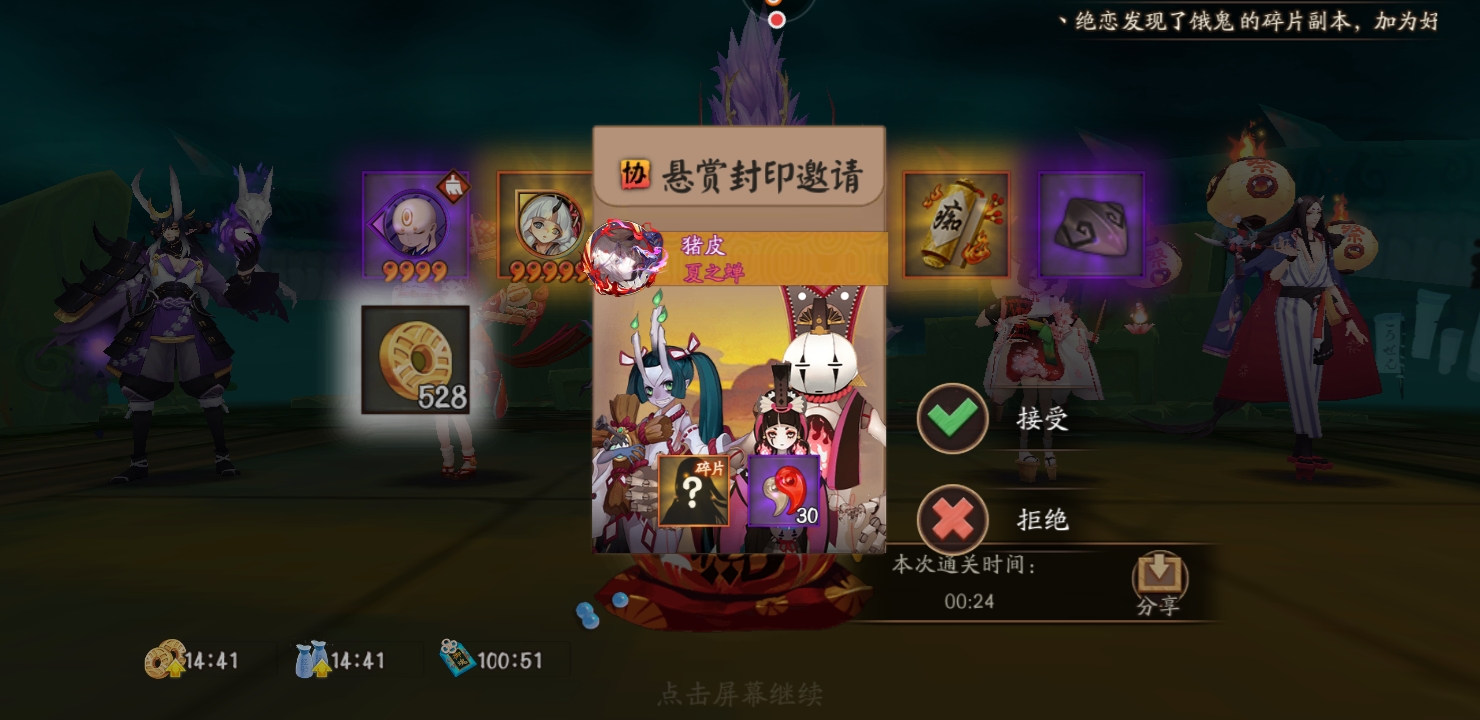 、绝恋发现了饿鬼的碎片副本，加为好
协 悬赏封印邀请
猪皮
夏之蝉
9999
9999
痴
528
接受
碎片
?
30
拒绝
本次通关时间：
00:24
分享
14:41
14:41
100:51
点击屏幕继续